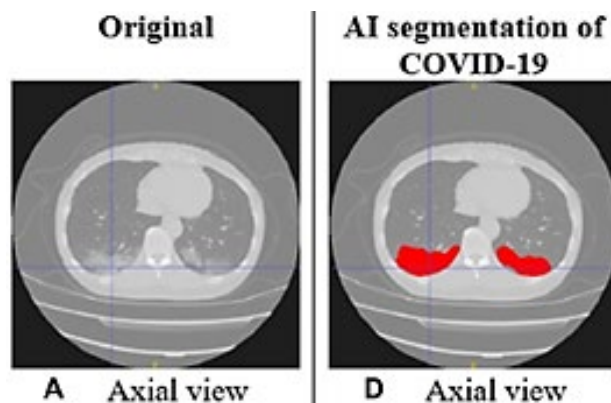 Original
AI segmentation of
COVID-19
A Axial view
D Axial view